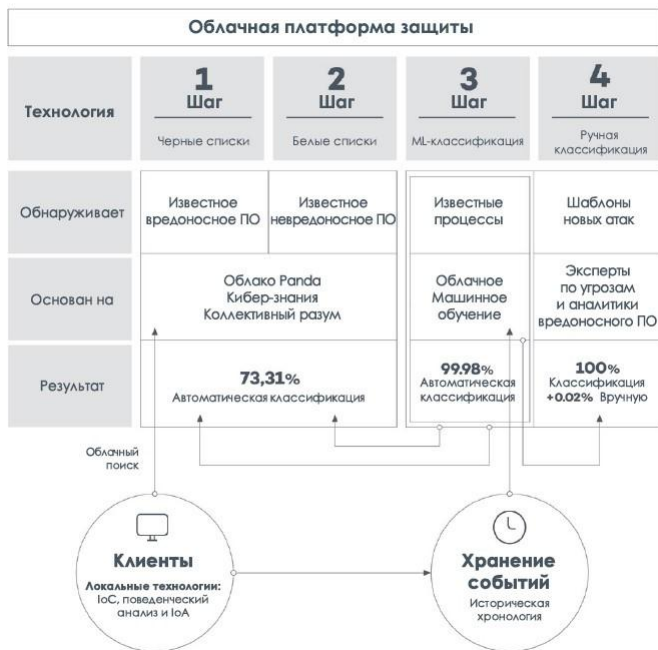 Облачная платформа защиты
Технология
1
Шаг
Черные списки
2
Шаг
Белые списки
3
Шаг
ML-классификация
4
Шаг
Ручная
классификация
Обнаруживает
Известное
вредоносное ПО
Известное
невредоносное ПО
Известные
процессы
Шаблоны
новых атак
Основан на
Облако Panda
Кибер-знания
Коллективный разум
Облачное
Машинное
обучение
Эксперты
по угрозам
и аналитики
вредоносного ПО
Результат
73,31%
Автоматическая классификация
99.98%
Автоматическая
классификация
100%
Классификация
+0.02% Вручную
Облачный
поиск
Клиенты
Локальные технологии:
IoC, поведенческий
анализ и IoA
Хранение
событий
Историческая
хронология